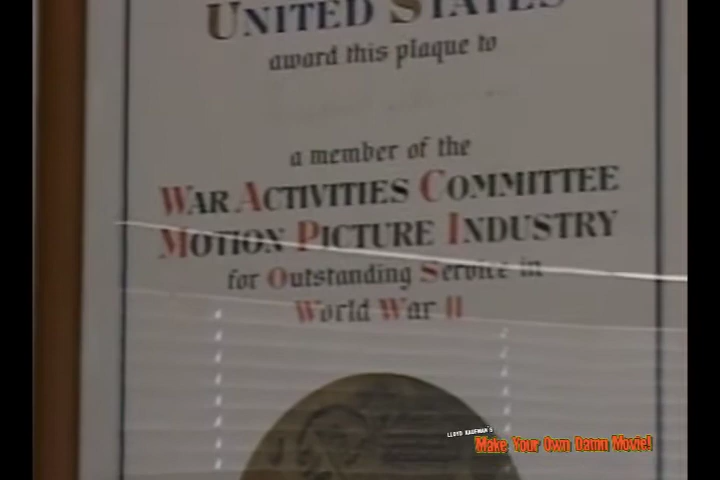 UNITED STATES
award this plaque to
a member of the
WAR ACTIVITIES COMMITTEE
MOTION PICTURE INDUSTRY
for Outstanding Service in
World War II
LLOYD KAUFMAN'S
Make Your Own Damn Movie!